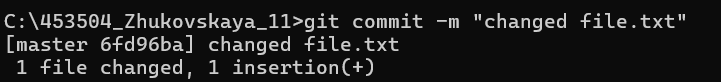 C:\453504_Zhukovskaya_11>git commit -m "changed file.txt"
[master 6fd96ba] changed file.txt
 1 file changed, 1 insertion(+)